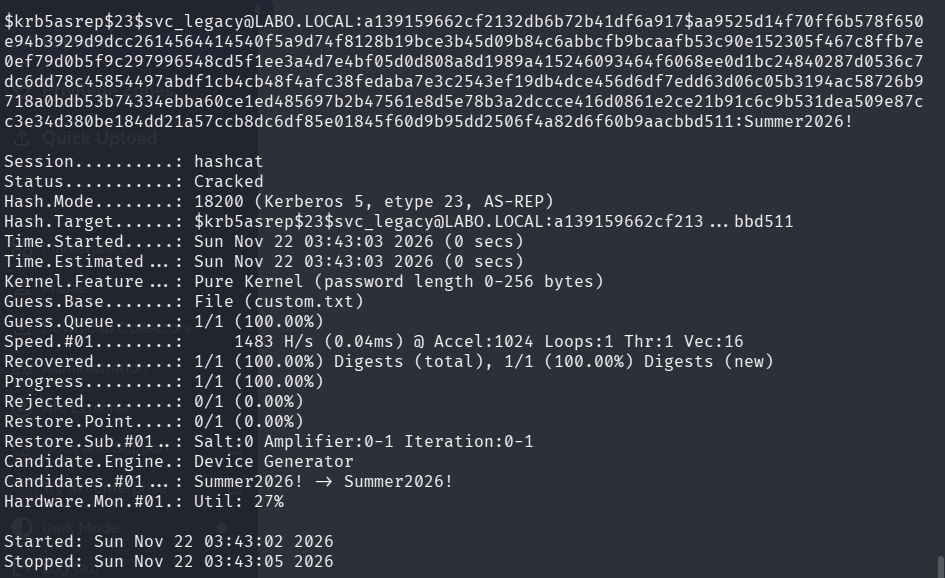 $krb5asrep$23$svc_legacy@LABO.LOCAL:a139159662cf2132db6b72b41df6a917$aa9525d14f70ff6b578f650
e94b3929d9dcc2614564414540f5a9d74f8128b19bce3b45d09b84c6abbcfb9bcaafb53c90e152305f467c8ffb7e
0ef79d0b5f9c297996548cd5f1ee3a4d7e4bf05d0d808a8d1989a415246093464f6068ee0d1bc24840287d0536c7
dc6dd78c45854497abdf1cb4cb48f4afc38fedaba7e3c2543ef19db4dce456d6df7edd63d06c05b3194ac58726b9
718a0bdb53b74334ebba60ce1ed485697b2b47561e8d5e78b3a2dccce416d0861e2ce21b91c6c9b531dea509e87c
c3e34d380be184dd21a57ccb8dc6df85e01845f60d9b95dd2506f4a82d6f60b9aacbbd511:Summer2026!
Quick Upload
Session..........: hashcat
Status...........: Cracked
Hash.Mode........: 18200 (Kerberos 5, etype 23, AS-REP)
Hash.Target......: $krb5asrep$23$svc_legacy@LABO.LOCAL:a139159662cf213...bbd511
Time.Started.....: Sun Nov 22 03:43:03 2026 (0 secs)
Time.Estimated...: Sun Nov 22 03:43:03 2026 (0 secs)
Kernel.Feature...: Pure Kernel (password length 0-256 bytes)
Guess.Base.......: File (custom.txt)
Guess.Queue......: 1/1 (100.00%)
Speed.#01........:     1483 H/s (0.04ms) @ Accel:1024 Loops:1 Thr:1 Vec:16
Recovered........: 1/1 (100.00%) Digests (total), 1/1 (100.00%) Digests (new)
Progress.........: 1/1 (100.00%)
Rejected.........: 0/1 (0.00%)
Restore.Point....: 0/1 (0.00%)
Restore.Sub.#01..: Salt:0 Amplifier:0-1 Iteration:0-1
Candidate.Engine.: Device Generator
Candidates.#01...: Summer2026! -> Summer2026!
Hardware.Mon.#01.: Util: 27%
Dark Mode
Started: Sun Nov 22 03:43:02 2026
Stopped: Sun Nov 22 03:43:05 2026